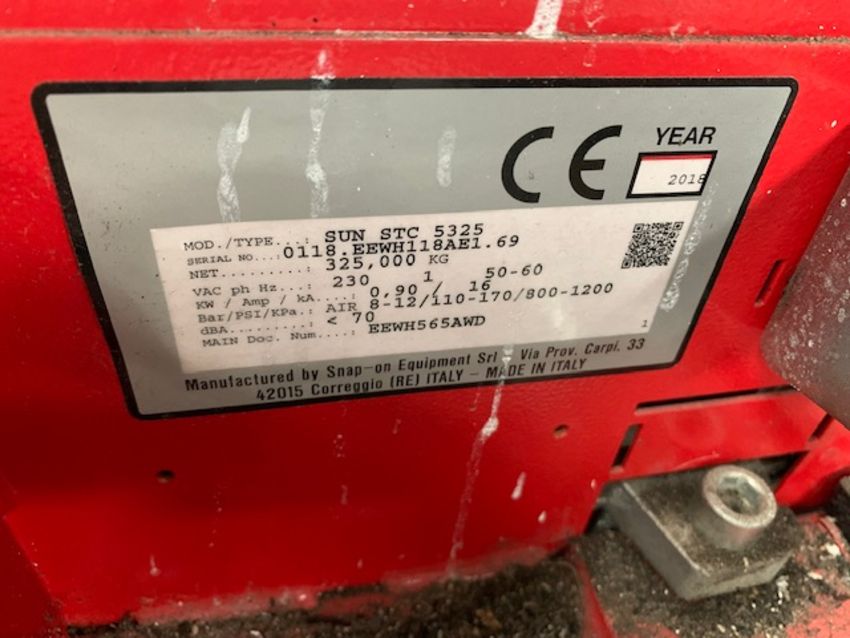 CE
YEAR
2018
MOD./TYPE...: SUN STC 5325
SERIAL NO...: 0118.EEWH118AE1.69
NET..........: 325,000 KG
VAC ph Hz...: 230 1 50-60
KW / Amp / kA....: 0,90 / 16
Bar/PSI/KPa.: AIR 8-12/110-170/800-1200
dBA..........: < 70
MAIN Doc. Num....: EEWH565AWD
1
Manufactured by Snap-on Equipment Srl - Via Prov. Carpi, 33
42015 Correggio (RE) ITALY - MADE IN ITALY